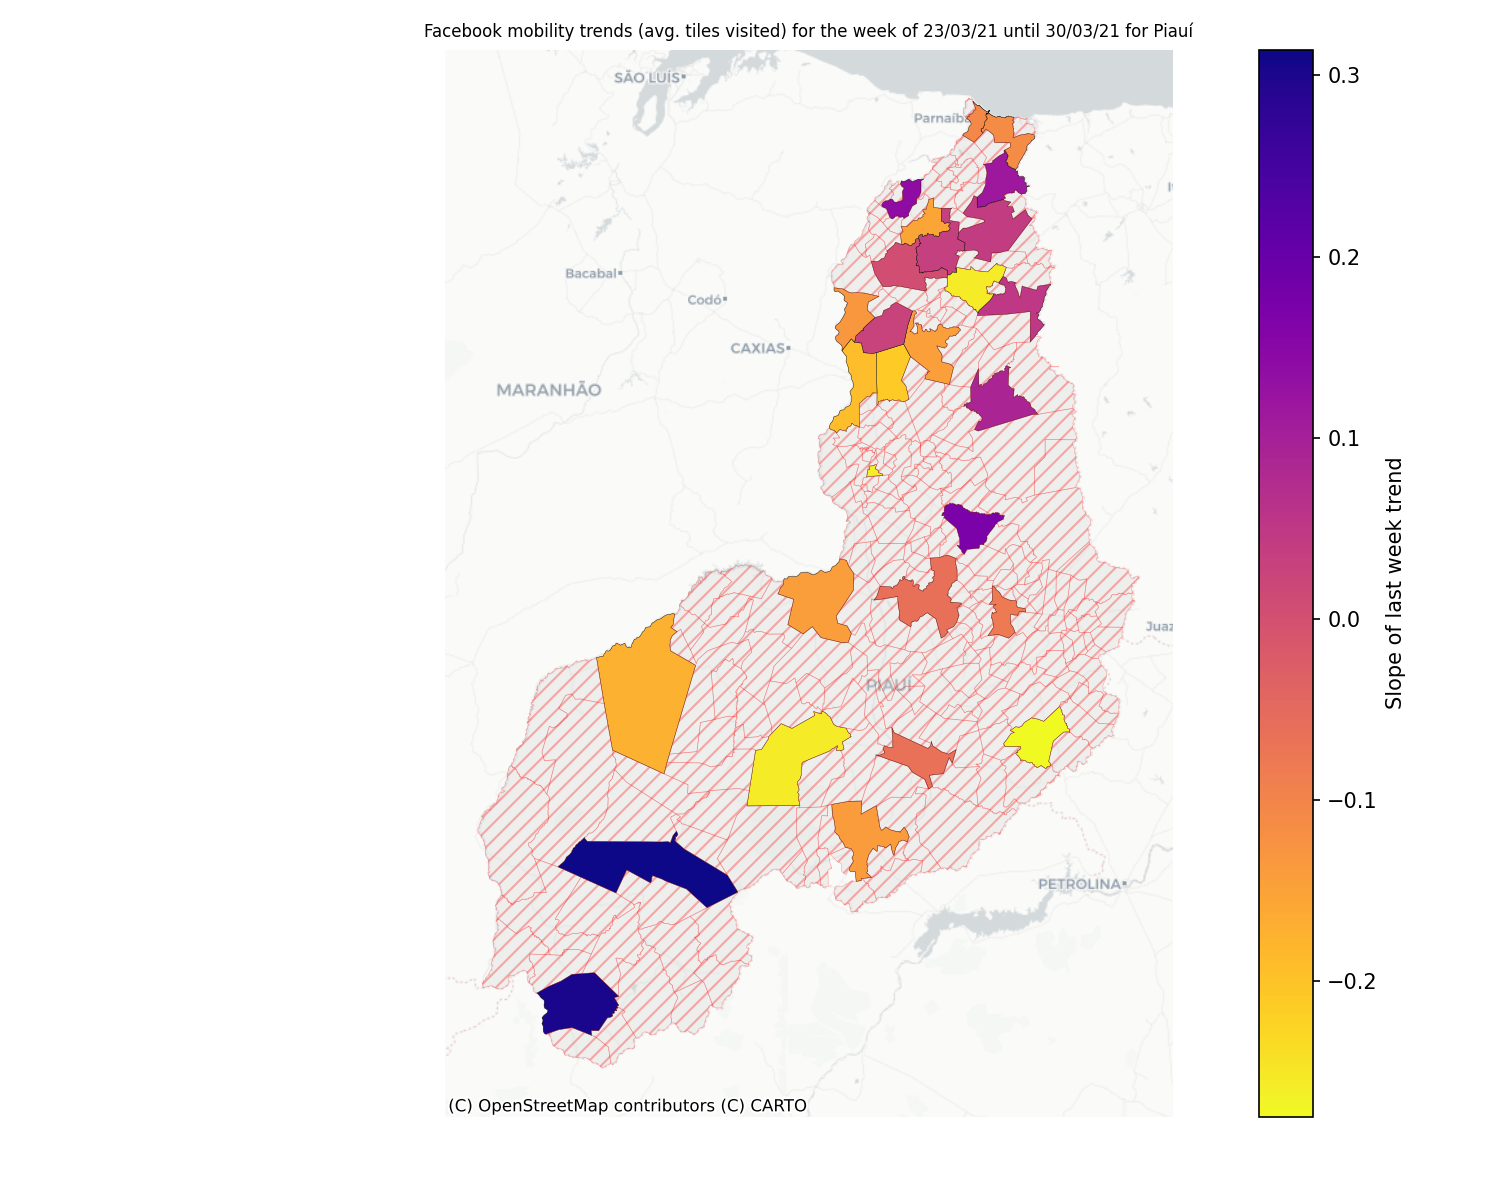 Facebook mobility trends (avg. tiles visited) for the week of 23/03/21 until 30/03/21 for Piauí
SÃO LUÍS
Parnaíba
Bacabal
Codó
CAXIAS
MARANHÃO
Juaz
PIAUÍ
PETROLINA
(C) OpenStreetMap contributors (C) CARTO
0.3
0.2
0.1
0.0
−0.1
−0.2
Slope of last week trend